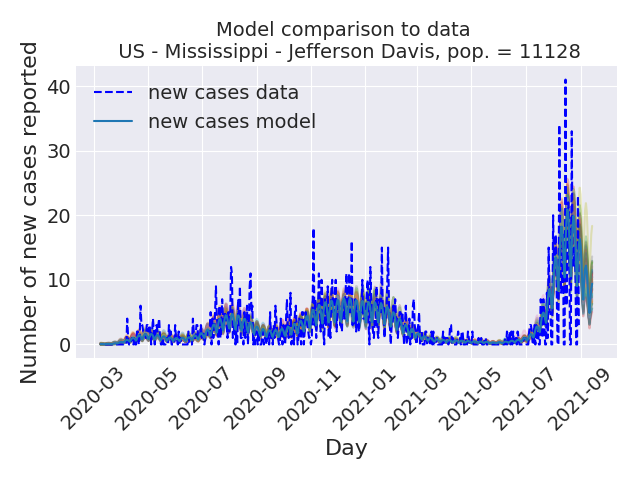 Model comparison to data
US - Mississippi - Jefferson Davis, pop. = 11128
Number of new cases reported
40
30
20
10
0
new cases data
new cases model
2020-03
2020-05
2020-07
2020-09
2020-11
2021-01
2021-03
2021-05
2021-07
2021-09
Day